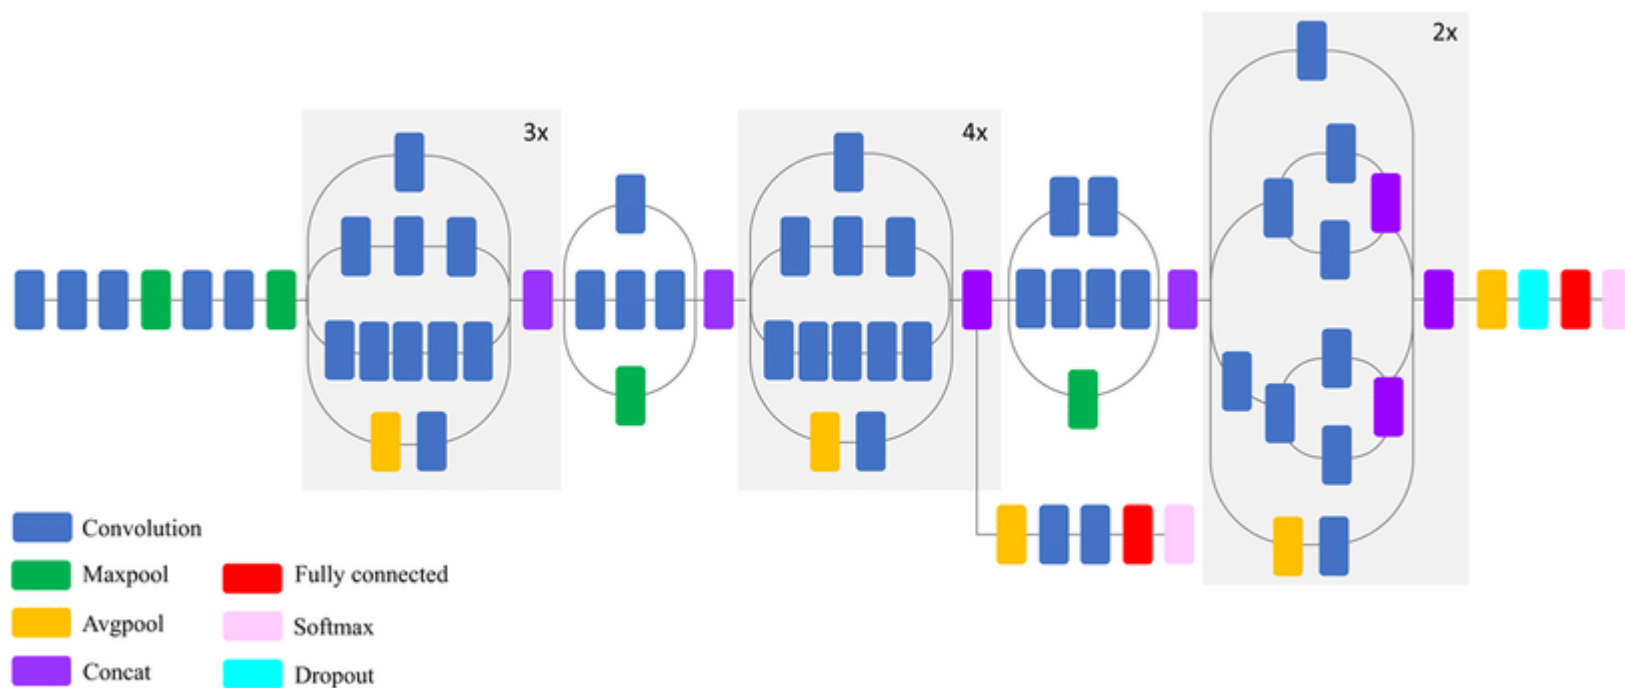 2x
3x
4x
Convolution
Maxpool
Fully connected
Avgpool
Softmax
Concat
Dropout